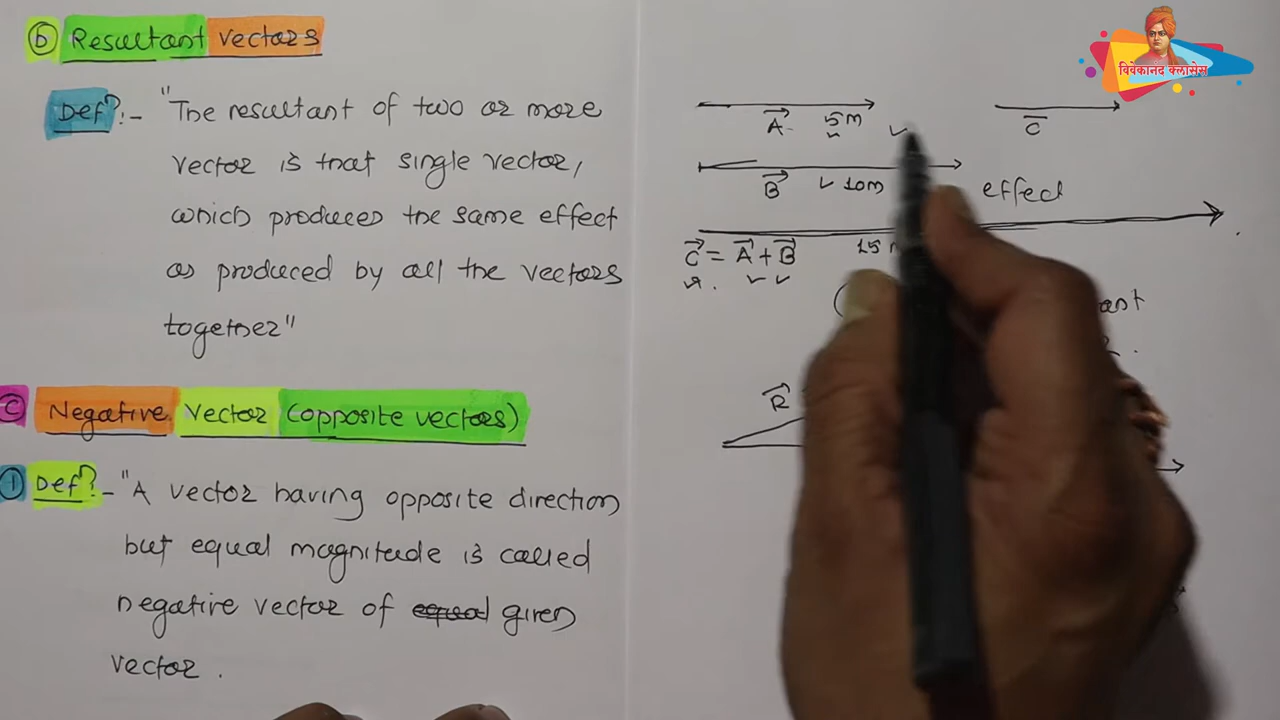 b Resultant Vectors
Def?:- "The resultant of two or more
vector is that single vector,
which produces the same effect
as produced by all the vectors
together"
C Negative Vector (opposite vectors)
1 Def?- "A vector having opposite direction
but equal magnitude is called
negative vector of equal given
vector.
A 5m
C
B 10m
effect
C = A + B 15
R
विवेकानंद क्लासेस